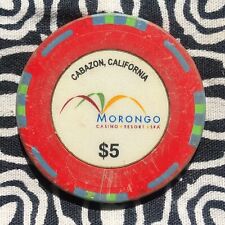 CABAZON, CALIFORNIA
MORONGO
CASINO • RESORT • SPA
$5